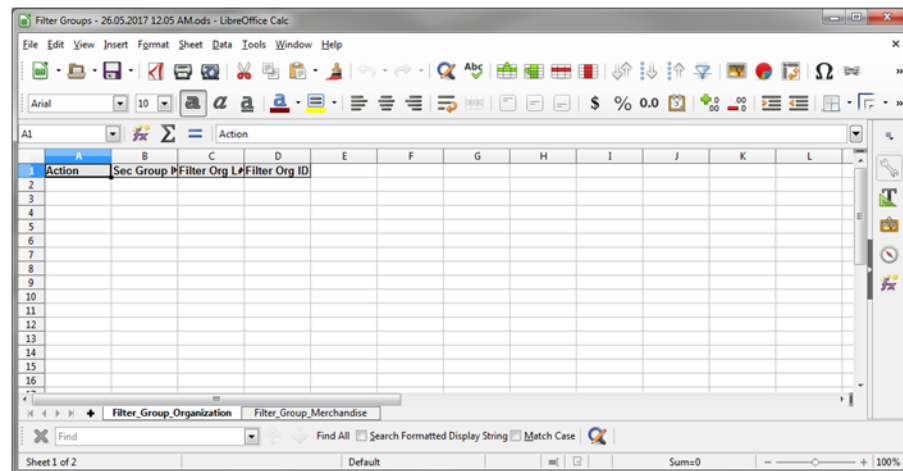 Filter Groups - 26.05.2017 12.05 AM.ods - LibreOffice Calc
File Edit View Insert Format Sheet Data Tools Window Help
Abc
Arial 10 a a a $ % 0.0
A1 Action
A B C D E F G H I J K L
1 Action Sec Group Filter Org L Filter Org ID
2
3
4
5
6
7
8
9
10
11
12
13
14
15
16
Filter_Group_Organization Filter_Group_Merchandise
Find Find All Search Formatted Display String Match Case
Sheet 1 of 2 Default Sum=0 100%